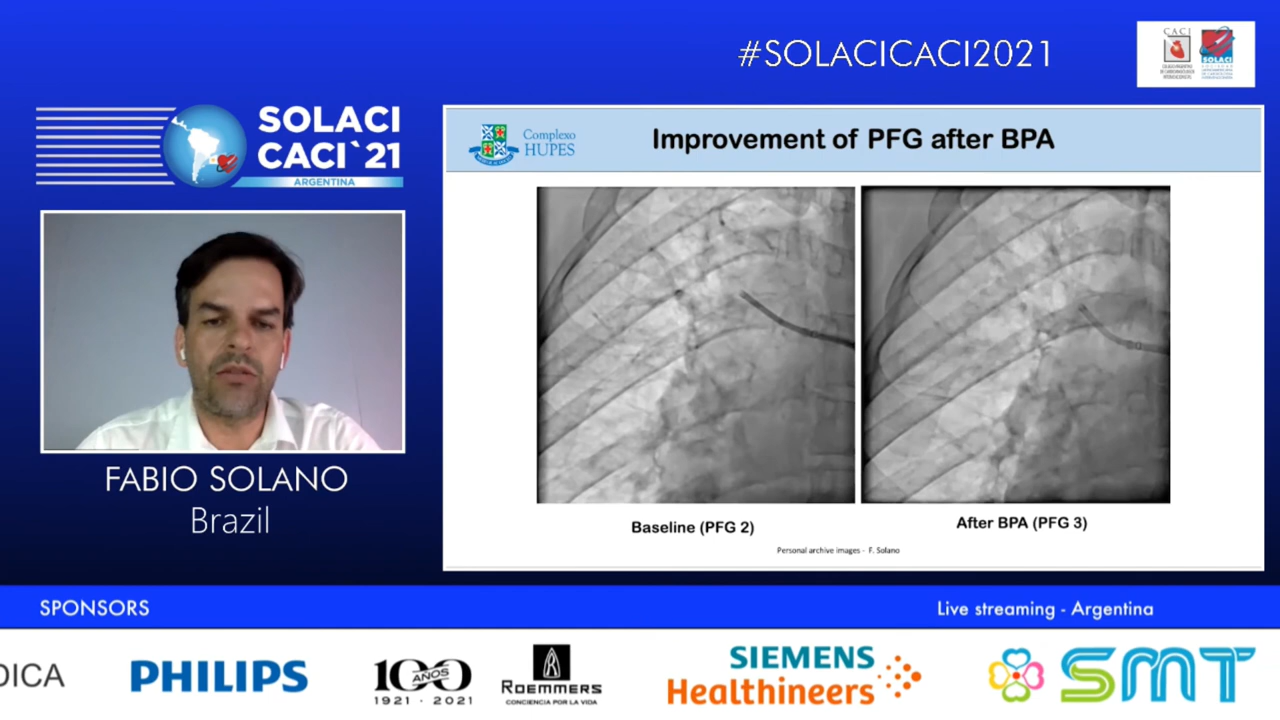 #SOLACICACI2021
CACI
SOLACI
SOLACI
CACI`21
ARGENTINA
Complexo
HUPES
Improvement of PFG after BPA
FABIO SOLANO
Brazil
Baseline (PFG 2)
After BPA (PFG 3)
Personal archive images - F. Solano
SPONSORS
Live streaming - Argentina
DICA
PHILIPS
100
AÑOS
1921 · 2021
ROEMMERS
CONCIENCIA POR LA VIDA
SIEMENS
Healthineers
SMT